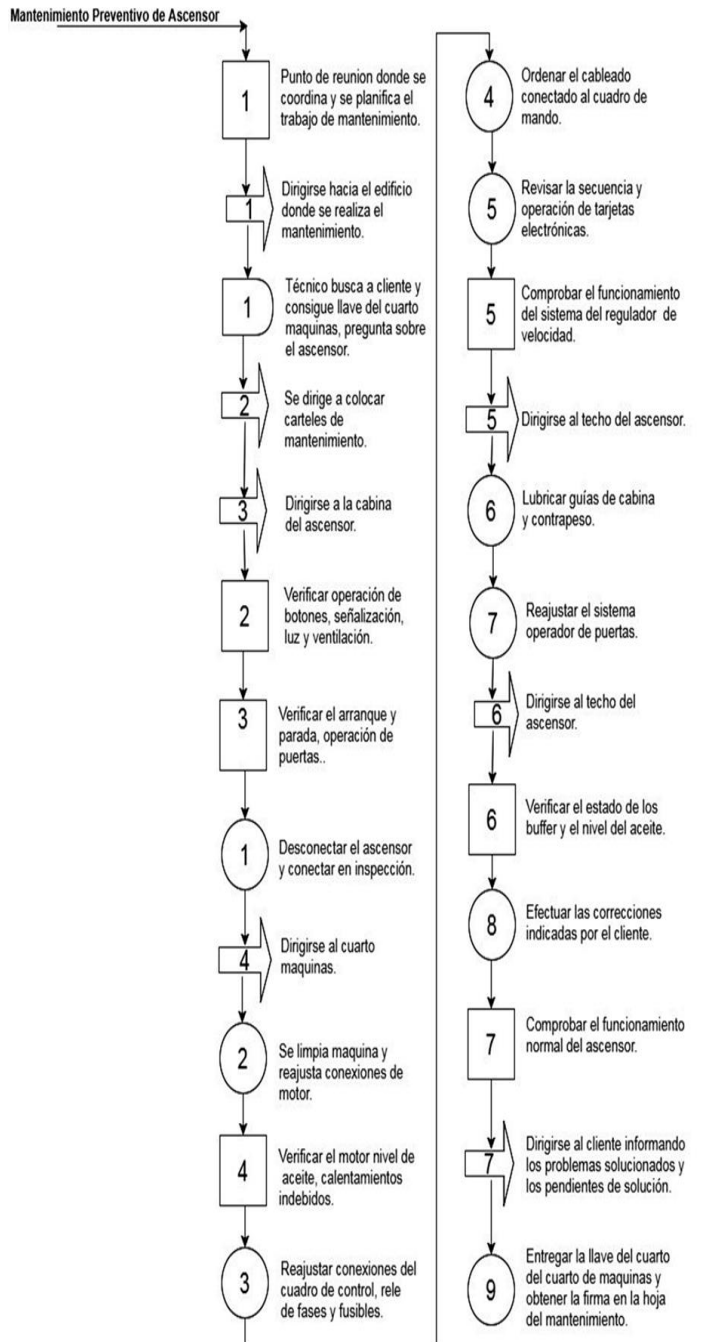 Mantenimiento Preventivo de Ascensor
1
Punto de reunion donde se
coordina y se planifica el
trabajo de mantenimiento.
1
Dirigirse hacia el edificio
donde se realiza el
mantenimiento.
1
Técnico busca a cliente y
consigue llave del cuarto
maquinas, pregunta sobre
el ascensor.
2
Se dirige a colocar
carteles de
mantenimiento.
3
Dirigirse a la cabina
del ascensor.
2
Verificar operación de
botones, señalización,
luz y ventilación.
3
Verificar el arranque y
parada, operación de
puertas..
1
Desconectar el ascensor
y conectar en inspección.
4
Dirigirse al cuarto
maquinas.
2
Se limpia maquina y
reajusta conexiones de
motor.
4
Verificar el motor nivel de
aceite, calentamientos
indebidos.
3
Reajustar conexiones del
cuadro de control, rele
de fases y fusibles.
4
Ordenar el cableado
conectado al cuadro de
mando.
5
Revisar la secuencia y
operación de tarjetas
electrónicas.
5
Comprobar el funcionamiento
del sistema del regulador de
velocidad.
5
Dirigirse al techo del ascensor.
6
Lubricar guías de cabina
y contrapeso.
7
Reajustar el sistema
operador de puertas.
6
Dirigirse al techo del
ascensor.
6
Verificar el estado de los
buffer y el nivel del aceite.
8
Efectuar las correcciones
indicadas por el cliente.
7
Comprobar el funcionamiento
normal del ascensor.
7
Dirigirse al cliente informando
los problemas solucionados y
los pendientes de solución.
9
Entregar la llave del cuarto
del cuarto de maquinas y
obtener la firma en la hoja
del mantenimiento.